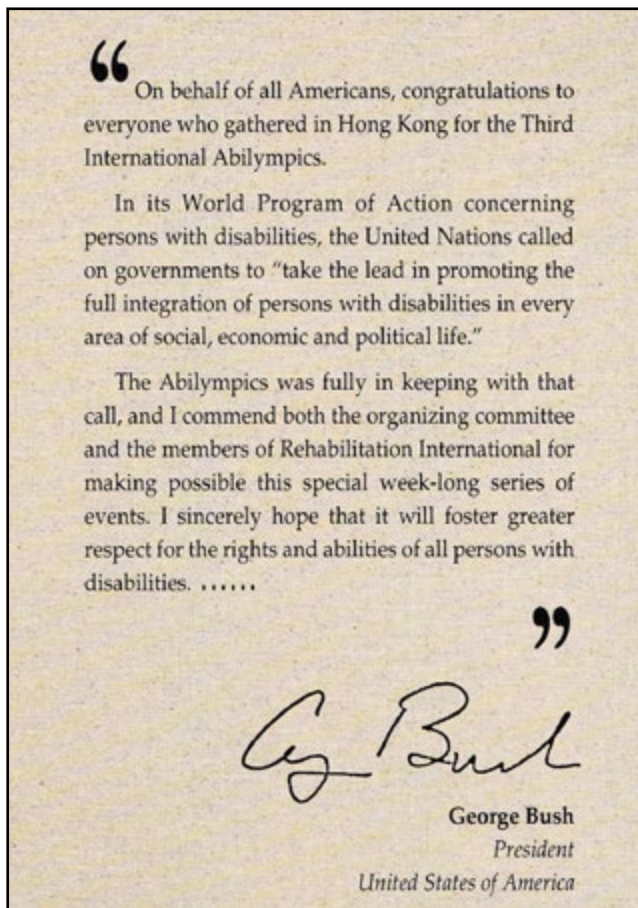 “On behalf of all Americans, congratulations to
everyone who gathered in Hong Kong for the Third
International Abilympics.
In its World Program of Action concerning
persons with disabilities, the United Nations called
on governments to “take the lead in promoting the
full integration of persons with disabilities in every
area of social, economic and political life.”
The Abilympics was fully in keeping with that
call, and I commend both the organizing committee
and the members of Rehabilitation International for
making possible this special week-long series of
events. I sincerely hope that it will foster greater
respect for the rights and abilities of all persons with
disabilities. ......
”
G Bush
George Bush
President
United States of America